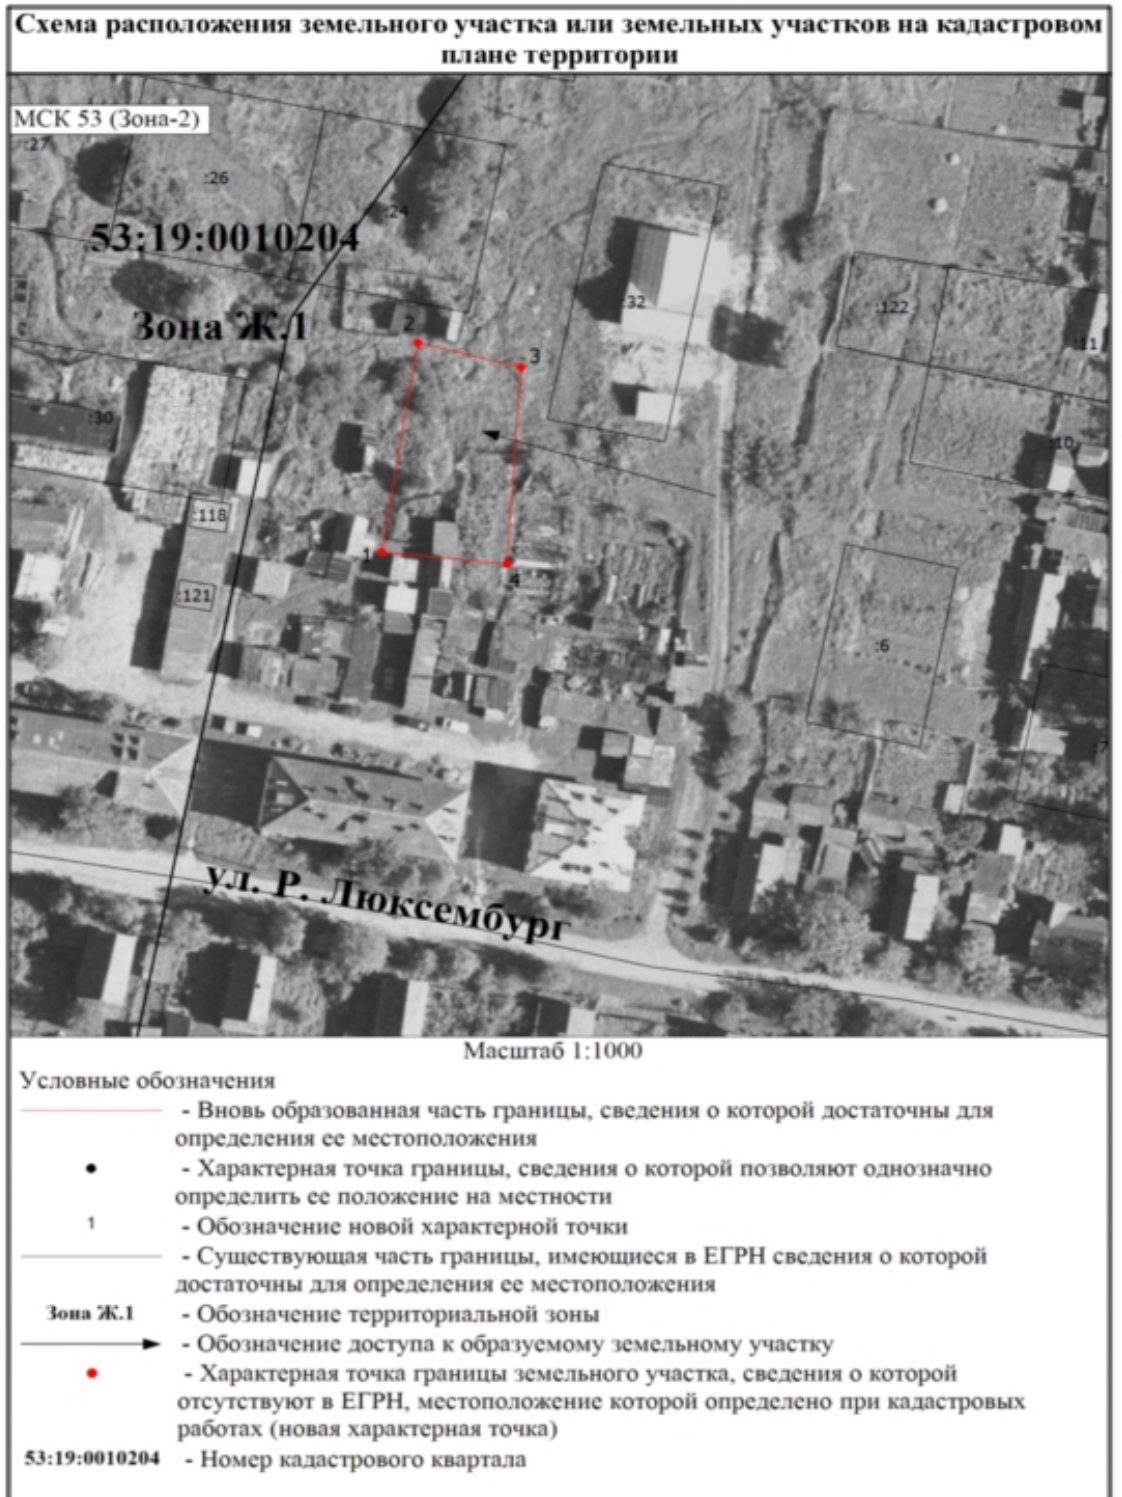 Схема расположения земельного участка или земельных участков на кадастровом
плане территории
МСК 53 (Зона-2)
:27
:26
:24
53:19:0010204
:32
:122
Зона Ж.1
2
3
:11
:30
:10
:118
1
4
:121
:6
:7
ул. Р. Люксембург
Масштаб 1:1000
Условные обозначения
- Вновь образованная часть границы, сведения о которой достаточны для
определения ее местоположения
- Характерная точка границы, сведения о которой позволяют однозначно
определить ее положение на местности
1 - Обозначение новой характерной точки
- Существующая часть границы, имеющиеся в ЕГРН сведения о которой
достаточны для определения ее местоположения
Зона Ж.1 - Обозначение территориальной зоны
- Обозначение доступа к образуемому земельному участку
- Характерная точка границы земельного участка, сведения о которой
отсутствуют в ЕГРН, местоположение которой определено при кадастровых
работах (новая характерная точка)
53:19:0010204 - Номер кадастрового квартала